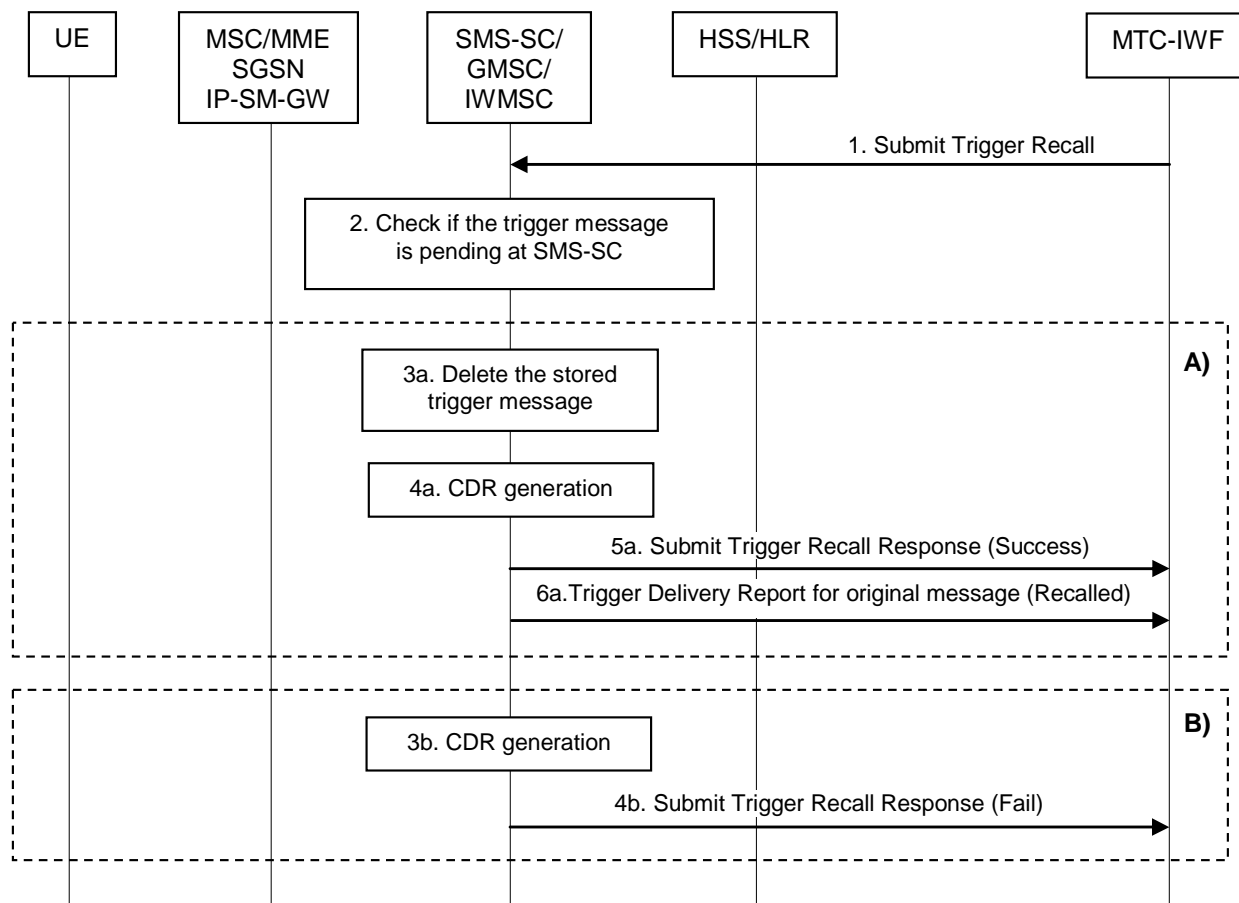 UE
MSC/MME
SGSN
IP-SM-GW
SMS-SC/
GMSC/
IWMSC
HSS/HLR
MTC-IWF
1. Submit Trigger Recall
2. Check if the trigger message
is pending at SMS-SC
A)
3a. Delete the stored
trigger message
4a. CDR generation
5a. Submit Trigger Recall Response (Success)
6a.Trigger Delivery Report for original message (Recalled)
B)
3b. CDR generation
4b. Submit Trigger Recall Response (Fail)